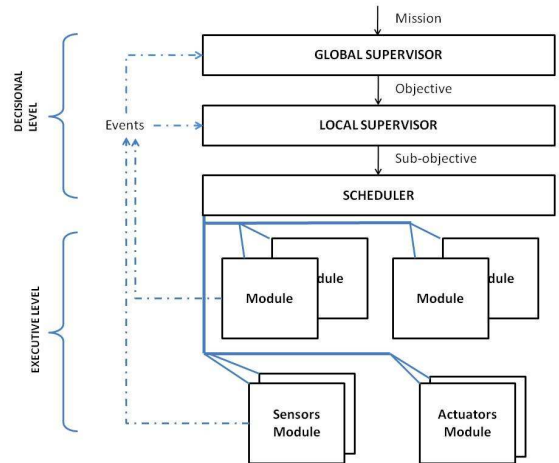 Mission
GLOBAL SUPERVISOR
Objective
DECISIONAL
LEVEL
Events
LOCAL SUPERVISOR
Sub-objective
SCHEDULER
EXECUTIVE LEVEL
Module
dule
Module
dule
Sensors
Module
Actuators
Module